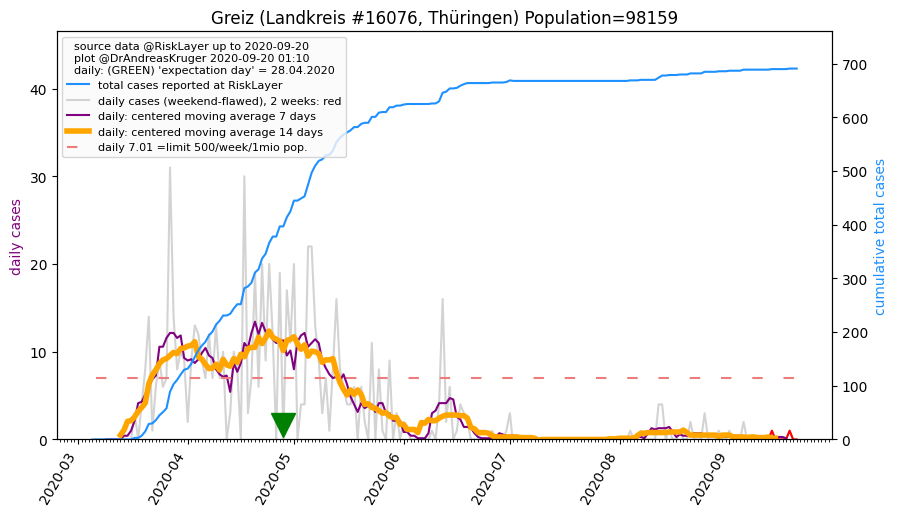 Greiz (Landkreis #16076, Thüringen) Population=98159
source data @RiskLayer up to 2020-09-20
plot @DrAndreasKruger 2020-09-20 01:10
daily: (GREEN) 'expectation day' = 28.04.2020
total cases reported at RiskLayer
daily cases (weekend-flawed), 2 weeks: red
daily: centered moving average 7 days
daily: centered moving average 14 days
daily 7.01 =limit 500/week/1mio pop.
daily cases
40
30
20
10
0
cumulative total cases
700
600
500
400
300
200
100
0
2020-03
2020-04
2020-05
2020-06
2020-07
2020-08
2020-09